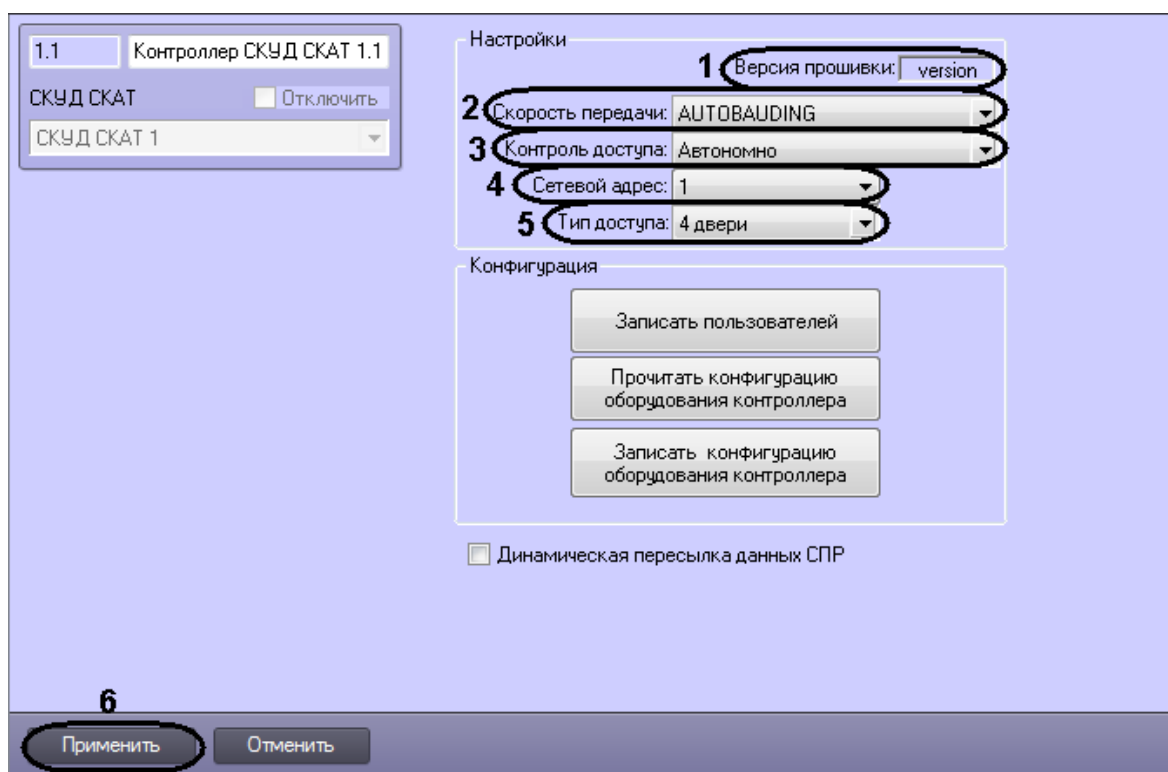 1.1 Контроллер СКУД СКАТ 1.1
СКУД СКАТ Отключить
СКУД СКАТ 1
Настройки
1 Версия прошивки: version
2 Скорость передачи: AUTOBAUDING
3 Контроль доступа: Автономно
4 Сетевой адрес: 1
5 Тип доступа: 4 двери
Конфигурация
Записать пользователей
Прочитать конфигурацию
оборудования контроллера
Записать конфигурацию
оборудования контроллера
Динамическая пересылка данных СПР
6
Применить Отменить